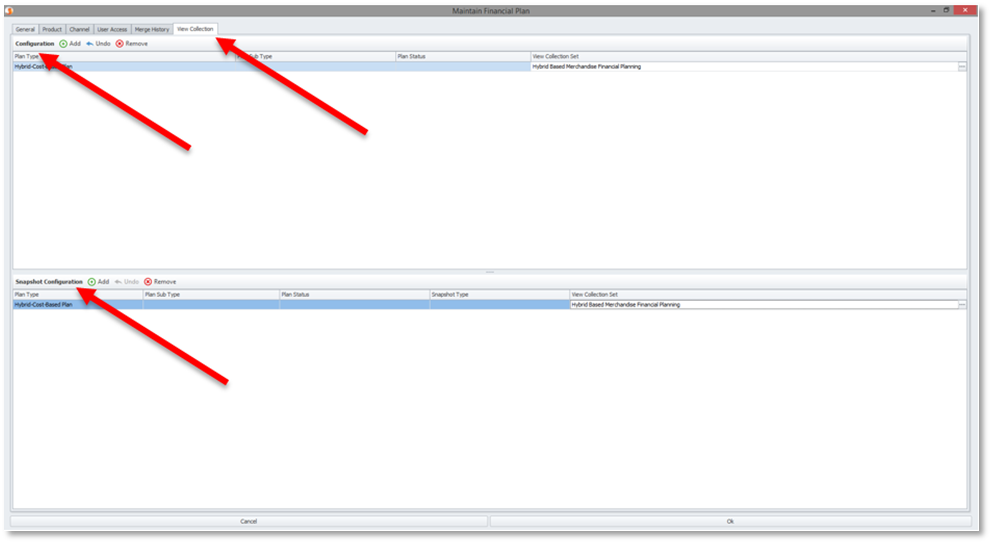 Maintain Financial Plan
General Product Channel User Access Merge History View Collection
Configuration Add Undo Remove
Plan Type Sub Type Plan Status View Collection Set
Hybrid-Cost- Plan Hybrid Based Merchandise Financial Planning
Snapshot Configuration Add Undo Remove
Plan Type Plan Sub Type Plan Status Snapshot Type View Collection Set
Hybrid-Cost-Based Plan Hybrid Based Merchandise Financial Planning
Cancel Ok